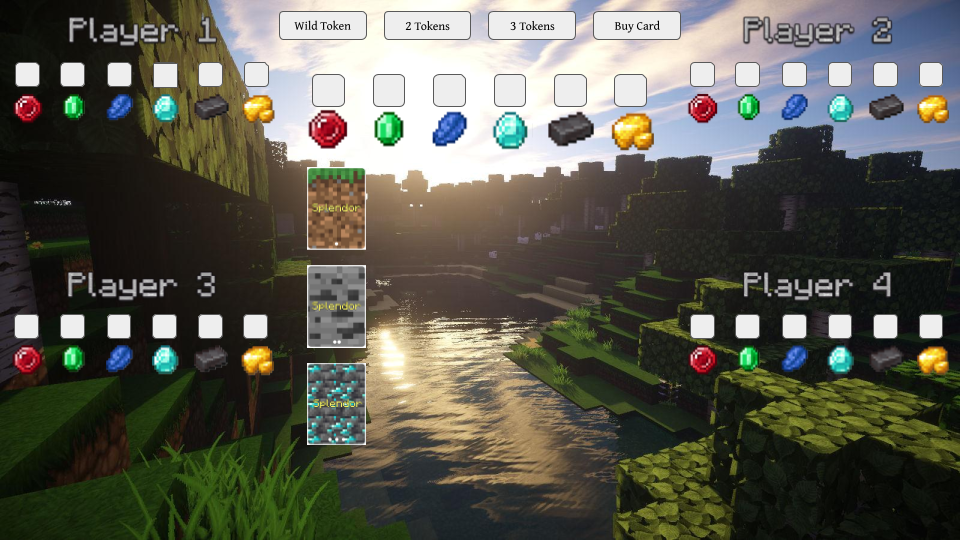 Player 1
Wild Token
2 Tokens
3 Tokens
Buy Card
Player 2
Splendor
Player 3
Splendor
Player 4
Splendor